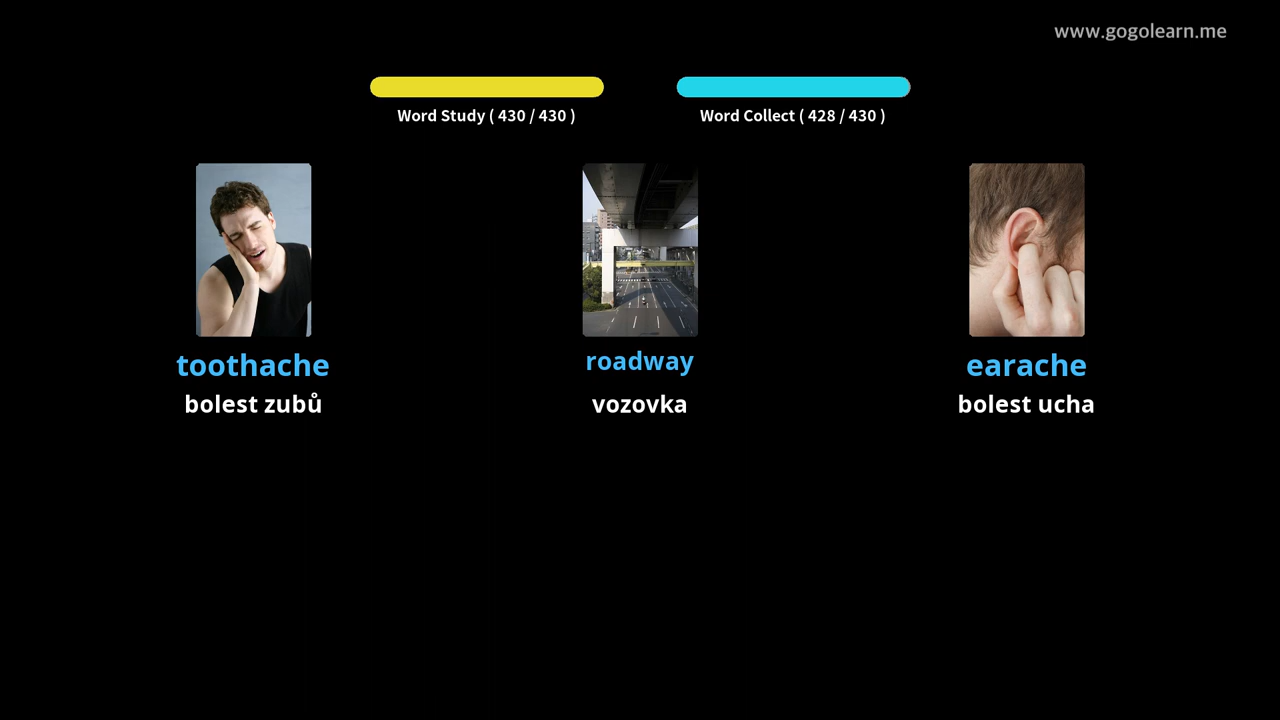 www.gogolearn.me
Word Study ( 430 / 430 )
Word Collect ( 428 / 430 )
toothache
bolest zubů
roadway
vozovka
earache
bolest ucha